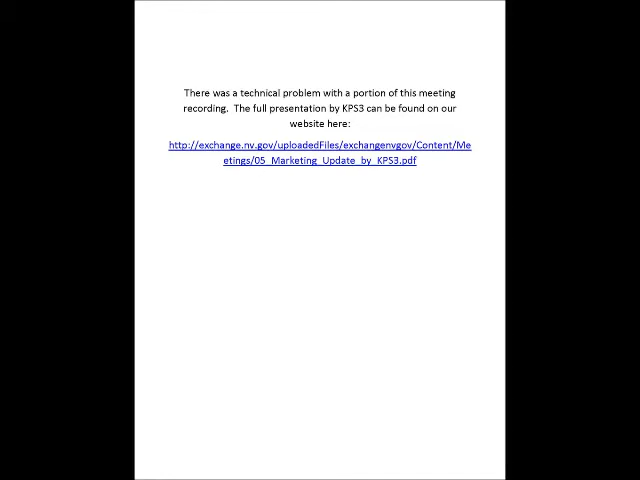 There was a technical problem with a portion of this meeting
recording.  The full presentation by KPS3 can be found on our
website here:
http://exchange.nv.gov/uploadedFiles/exchangenvgov/Content/Me
etings/05_Marketing_Update_by_KPS3.pdf